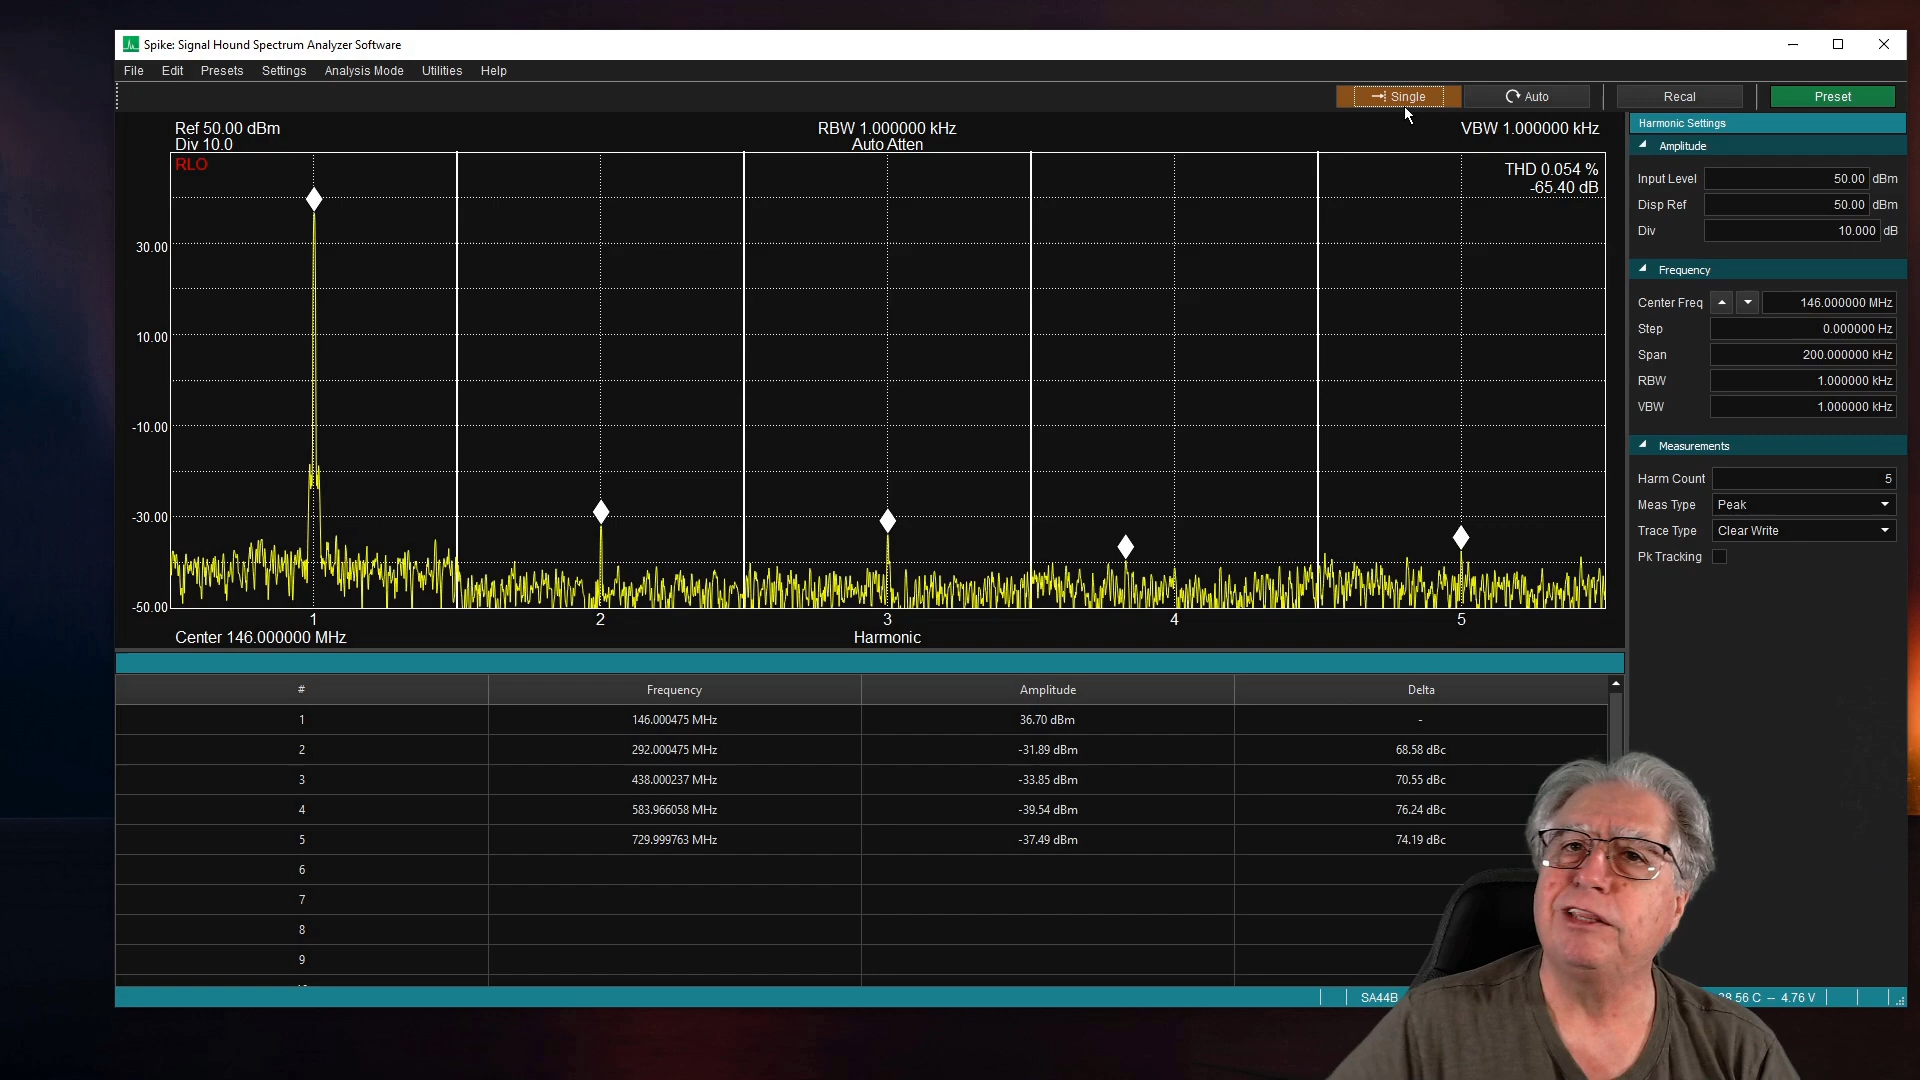 Spike: Signal Hound Spectrum Analyzer Software
File Edit Presets Settings Analysis Mode Utilities Help
Single Auto Recal Preset
Ref 50.00 dBm RBW 1.000000 kHz VBW 1.000000 kHz
Div 10.0 Auto Atten
RLO
THD 0.054 %
-65.40 dB
30.00
10.00
-10.00
-30.00
-50.00
1 2 3 4 5
Center 146.000000 MHz Harmonic
Harmonic Settings
Amplitude
Input Level 50.00 dBm
Disp Ref 50.00 dBm
Div 10.000 dB
Frequency
Center Freq 146.000000 MHz
Step 0.000000 Hz
Span 200.000000 kHz
RBW 1.000000 kHz
VBW 1.000000 kHz
Measurements
Harm Count 5
Meas Type Peak
Trace Type Clear Write
Pk Tracking
# Frequency Amplitude Delta
1 146.000475 MHz 36.70 dBm -
2 292.000475 MHz -31.89 dBm 68.58 dBc
3 438.000237 MHz -33.85 dBm 70.55 dBc
4 583.966058 MHz -39.54 dBm 76.24 dBc
5 729.999763 MHz -37.49 dBm 74.19 dBc
6
7
8
9
SA44B 28.56 C -- 4.76 V